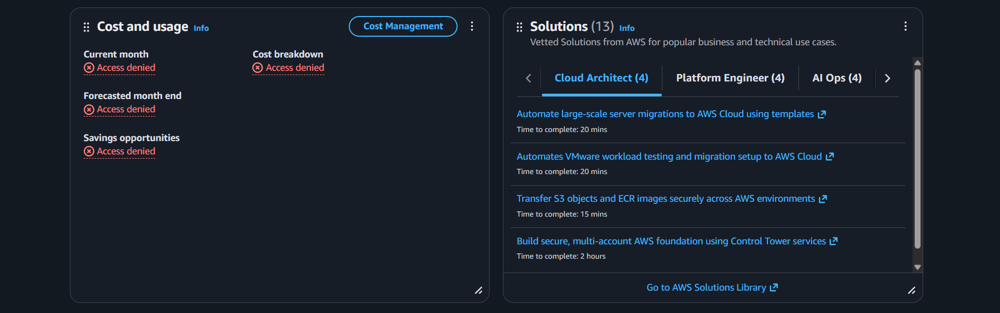 Cost and usage Info
Cost Management
Current month
Access denied
Cost breakdown
Access denied
Forecasted month end
Access denied
Savings opportunities
Access denied
Solutions (13) Info
Vetted Solutions from AWS for popular business and technical use cases.
Cloud Architect (4)
Platform Engineer (4)
AI Ops (4)
Automate large-scale server migrations to AWS Cloud using templates
Time to complete: 20 mins
Automates VMware workload testing and migration setup to AWS Cloud
Time to complete: 20 mins
Transfer S3 objects and ECR images securely across AWS environments
Time to complete: 15 mins
Build secure, multi-account AWS foundation using Control Tower services
Time to complete: 2 hours
Go to AWS Solutions Library